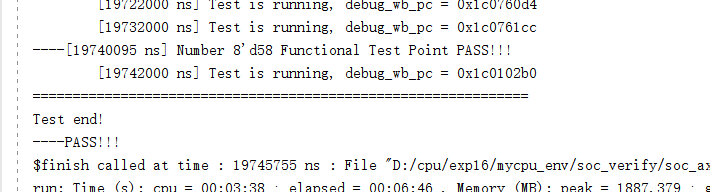 [19722000 ns] Test is running, debug_wb_pc = 0x1c0760d4
[19732000 ns] Test is running, debug_wb_pc = 0x1c0761cc
----[19740095 ns] Number 8'd58 Functional Test Point PASS!!!
[19742000 ns] Test is running, debug_wb_pc = 0x1c0102b0
==============================================================
Test end!
----PASS!!!
$finish called at time : 19745755 ns : File "D:/cpu/exp16/mycpu_env/soc_verify/soc_ax
run: Time (s): cpu = 00:03:38 ; elapsed = 00:06:46 . Memory (MB): peak = 1887.379 ; g